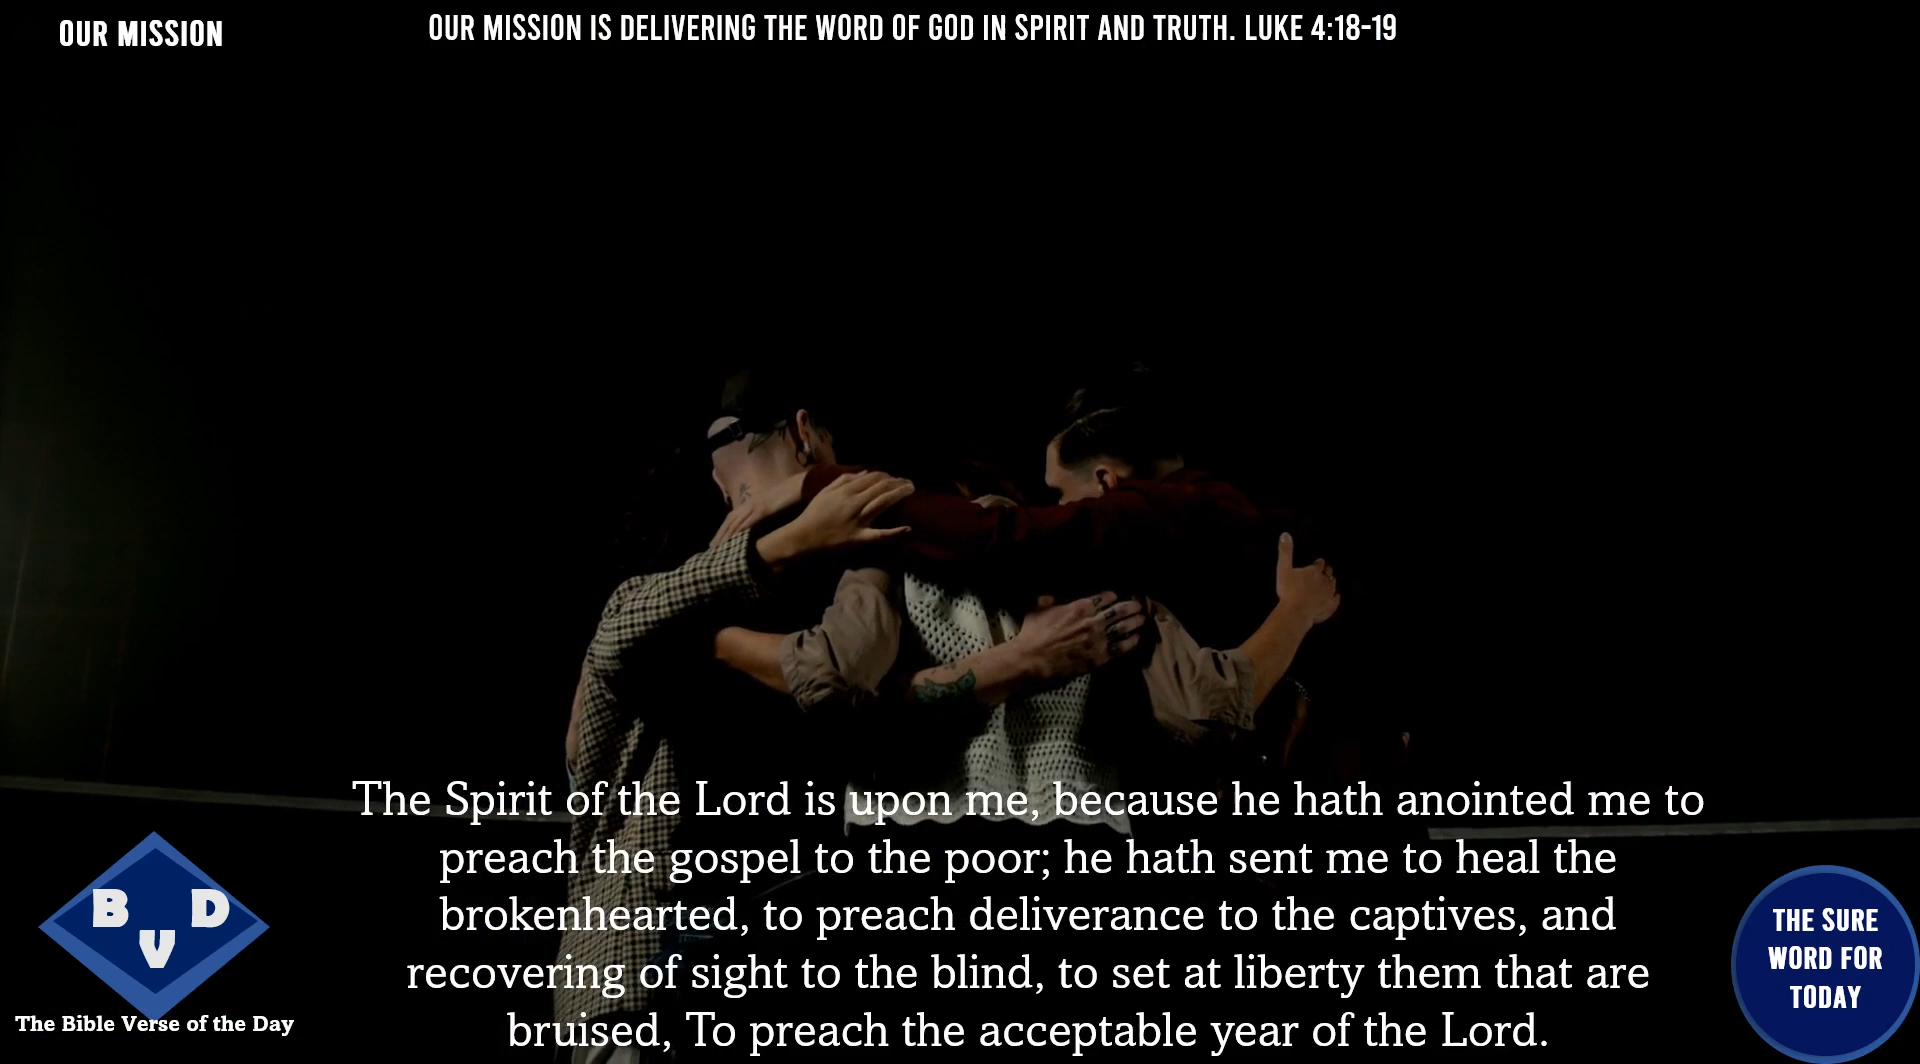 OUR MISSION
OUR MISSION IS DELIVERING THE WORD OF GOD IN SPIRIT AND TRUTH. LUKE 4:18-19
The Spirit of the Lord is upon me, because he hath anointed me to
preach the gospel to the poor; he hath sent me to heal the
brokenhearted, to preach deliverance to the captives, and
recovering of sight to the blind, to set at liberty them that are
bruised, To preach the acceptable year of the Lord.
B V D
The Bible Verse of the Day
THE SURE
WORD FOR
TODAY